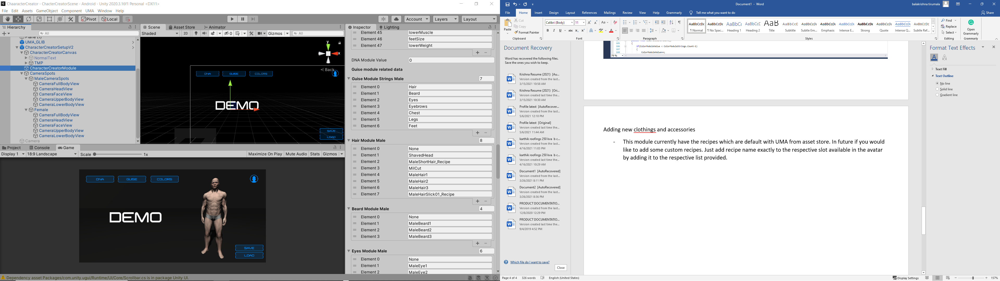 ChaaracterCreator - ChacterCreatorScene - Android - Unity 2020.3.16f1 Personal <DX11>
File Edit Assets GameObject Component UMA Window Help
Pivot Local Account Layers Layout
Hierarchy
All
Plane (1)
UMA_GLIB
CharacterCreatorSetupV2
CharacterCreatorCanvas
NormalText
TMP
CharacterCreatorModule
CameraSpots
MaleCameraSpots
CameraFullBodyView
CameraHeadView
CameraFaceView
CameraUpperBodyView
CameraLowerBodyView
Female
CameraFullBodyView
CameraHeadView
CameraFaceView
CameraUpperBodyView
CameraLowerBodyView
Camera
Scene Asset Store Animator
Shaded 2D 0 Gizmos All
y
x
Back
DNA GUISE COLORS
DEMO
SAVE
LOAD
Project Console Game
Display 1 18:9 Landscape Scale 1x Maximize On Play Mute Audio Stats Gizmos
DNA GUISE COLORS
DEMO
SAVE
LOAD
Dependency asset Packages/com.unity.ugui/Runtime/UI/Core/Scrollbar.cs is in package Unity UI.
Inspector Lighting
Element 45 lowerMuscle
Element 46 feetSize
Element 47 lowerWeight
DNA Module Value 0
Guise module related data
Guise Module Strings Male 7
Element 0 Hair
Element 1 Beard
Element 2 Eyes
Element 3 Eyebrows
Element 4 Chest
Element 5 Legs
Element 6 Feet
Hair Module Male 8
Element 0 None
Element 1 ShavedHead
Element 2 MaleShortHair_Recipe
Element 3 MilCut
Element 4 MaleHair1
Element 5 MaleHair2
Element 6 MaleHair3
Element 7 MaleHairSlick01_Recipe
Beard Module Male 4
Element 0 None
Element 1 MaleBeard1
Element 2 MaleBeard2
Element 3 MaleBeard3
Eyes Module Male 6
Element 0 None
Element 1 MaleEye1
Element 2 MaleEye2
Document1 - Word
balakrishna tirumala
File Home Insert Design Layout References Mailings Review View Help Grammarly Tell me what you want to do Share
Paste
Cut
Copy
Format Painter
Calibri (Body) 11
AaBbCcDc AaBbCcDc
¶ Normal ¶ No Spac... Heading 1 Heading 2 Title Subtitle Subtle Em... Emphasis Intense E... Strong Quote Intense Q... Subtle Ref...
Find
Replace
Select
Open
Grammarly
Clipboard Font Paragraph Styles Editing Grammarly
Document Recovery
Word has recovered the following files.
Save the ones you wish to keep.
Krishna Resume (2021) [Au...
Version created from the last...
3/15/2021 10:58 AM
Krishna Resume (2021) [Ori...
Version created last time the...
3/15/2021 10:30 AM
Profile latest [AutoRecover...
Version created from the last...
5/6/2021 12:10 PM
Profile latest [Original]
Version created last time the...
5/6/2021 11:44 AM
karthik roofings 250 kva b c...
Version created from the last...
4/16/2021 11:03 PM
karthik roofings 250 kva b c...
Version created last time the...
4/16/2021 10:29 AM
Document1 [AutoRecovered]
Version created from the last...
3/26/2021 8:11 PM
Document2 [AutoRecovered]
Version created from the last...
3/26/2021 8:36 PM
PRODUCT DOCUMENTATIO...
Version created from the last...
12/8/2020 12:29 PM
PRODUCT DOCUMENTATIO...
Version created last time the...
9/4/2019 4:52 PM
Which file do I want to save?
Close
185 {
186 if(ColorModuleValue < ColorModuleStrings.Count-1)
187 {
188 ColorModuleValue++;
79 %
Adding new clothings and accessories
- This module currently have the recipes which are default with UMA from asset store. In future if you would
like to add some custom recipes. Just add recipe name exactly to the respective slot available in the avatar
by adding it to the respective list provided.
Format Text Effects
Text Fill
Text Outline
No line
Solid line
Gradient line
Page 4 of 4 326 words English (United States) Display Settings 157%